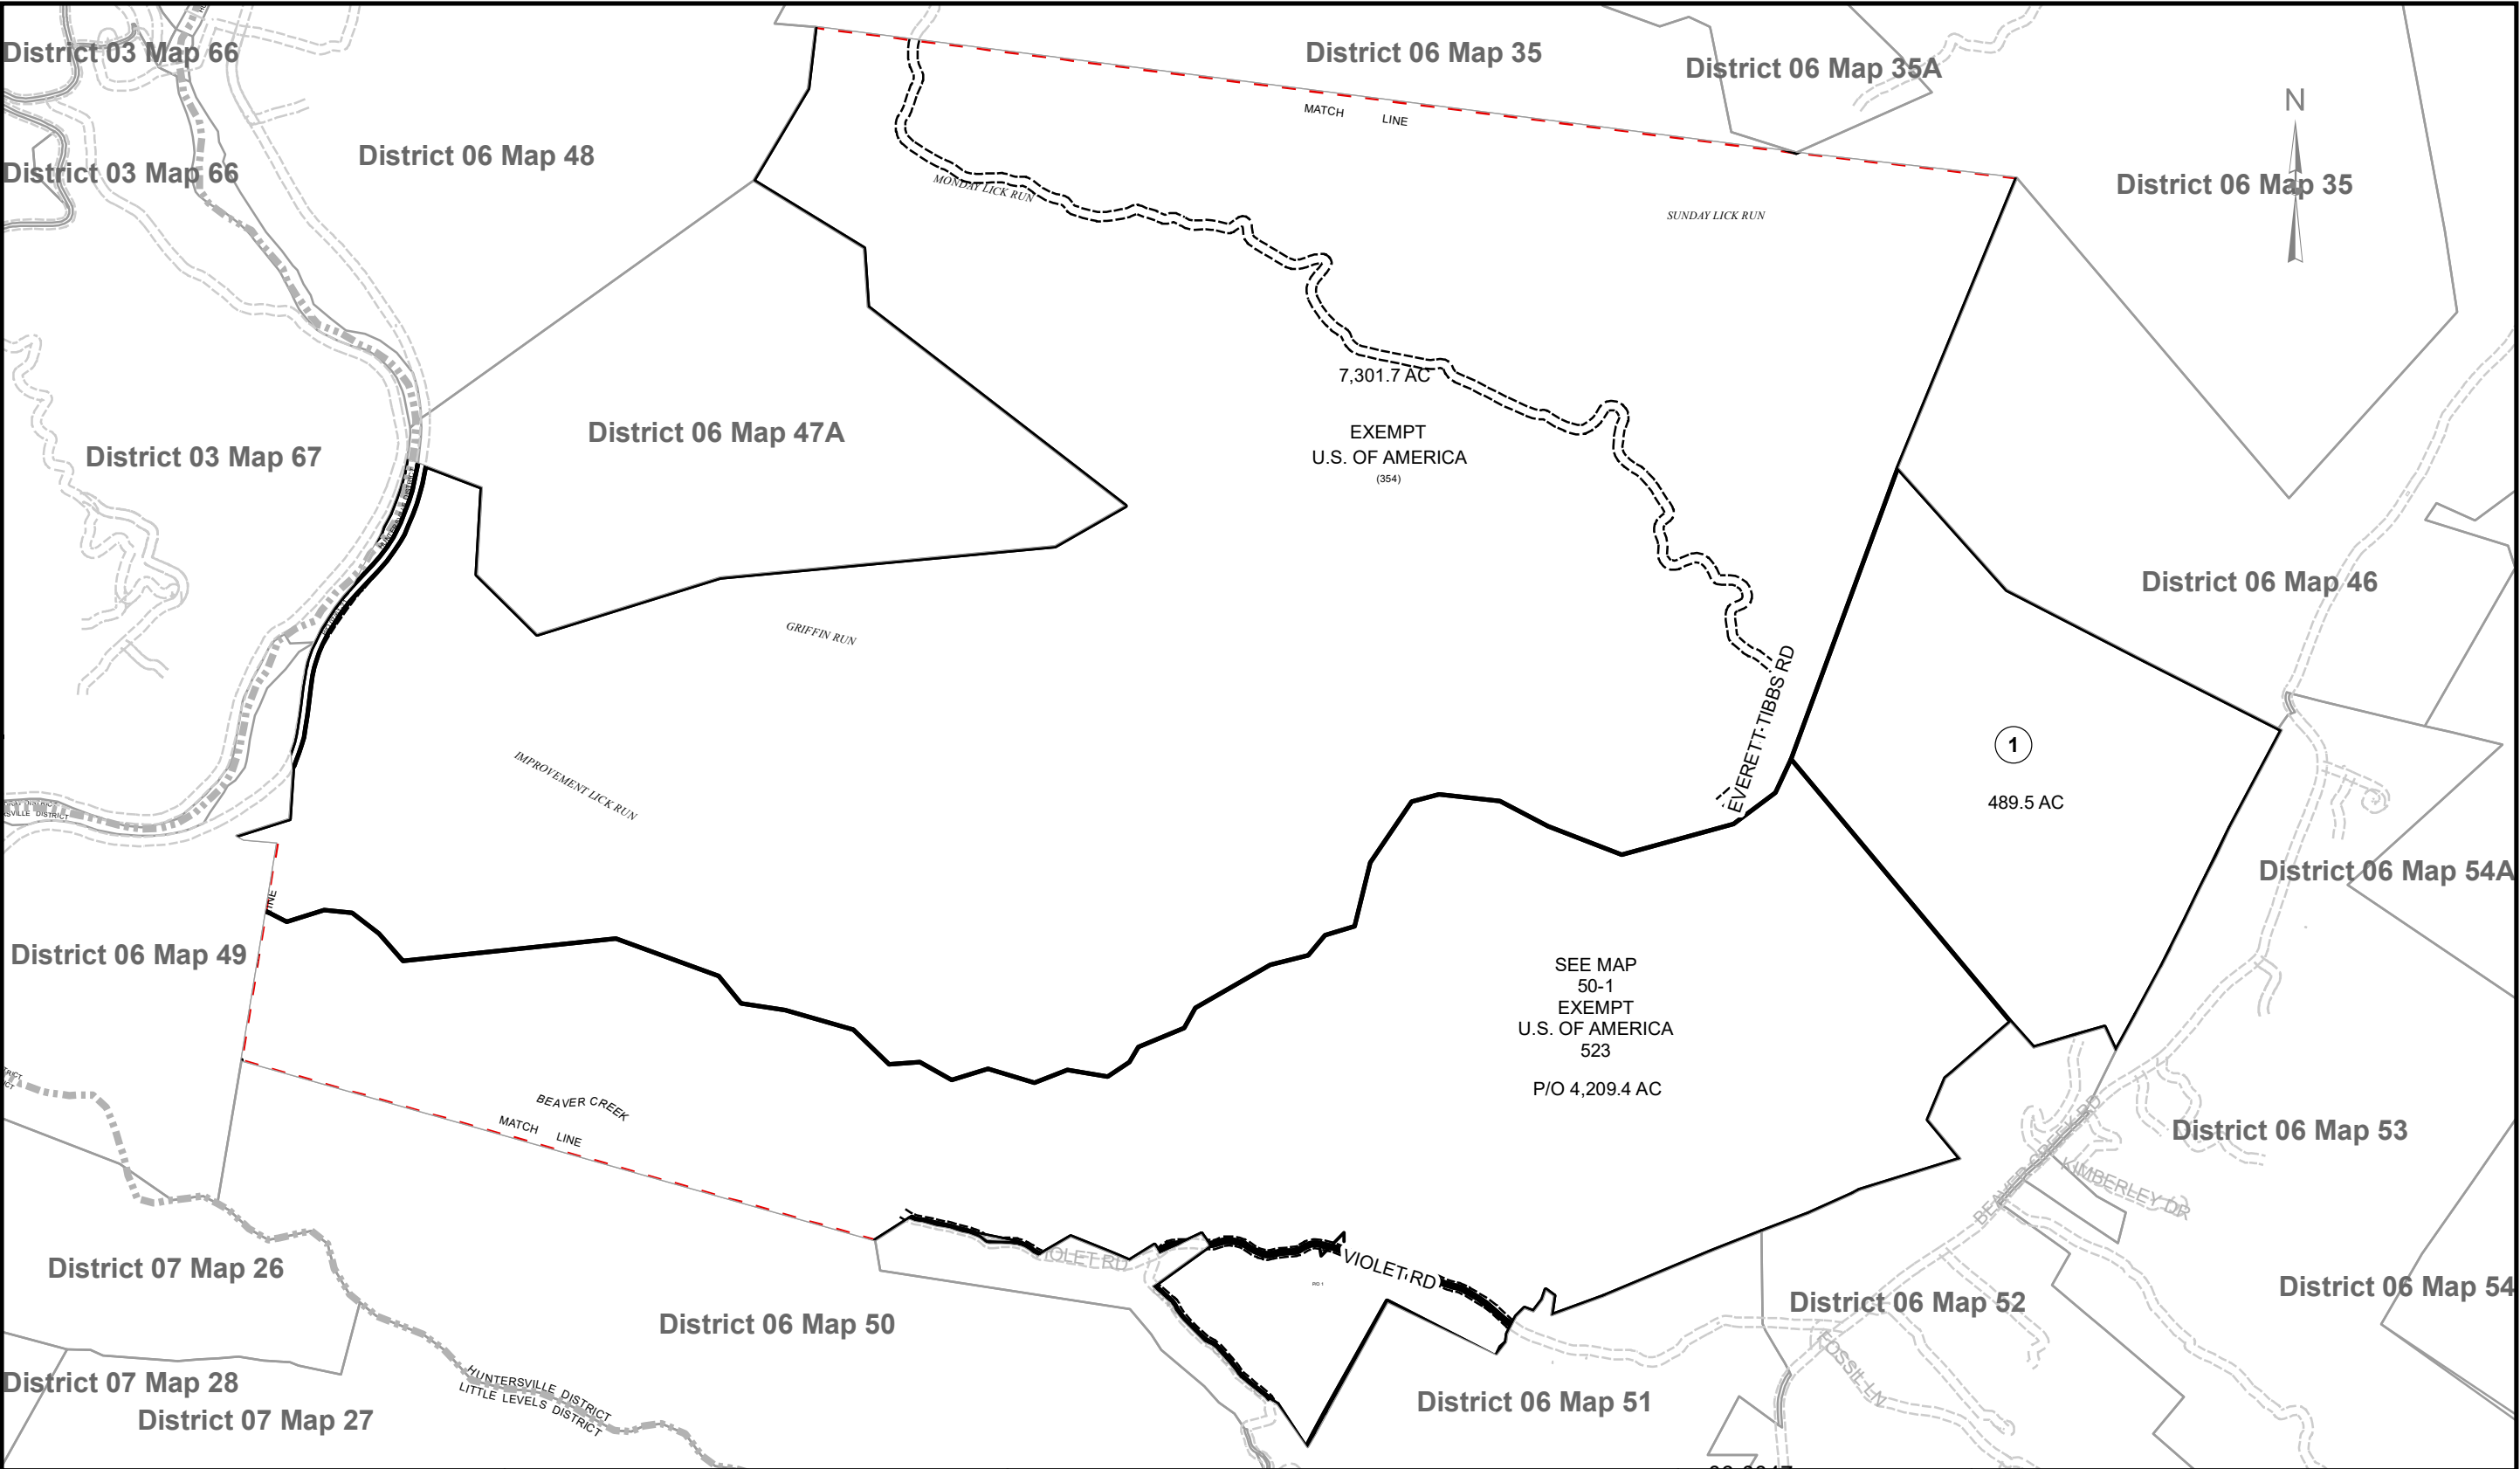 District 03 Map 66
District 06 Map 35
District 06 Map 35A
N
MATCH LINE
District 06 Map 48
District 03 Map 66
MONDAY LICK RUN
SUNDAY LICK RUN
District 06 Map 35
7,301.7 AC
EXEMPT
U.S. OF AMERICA
(354)
District 06 Map 47A
District 03 Map 67
District 06 Map 46
GRIFFIN RUN
EVERETT-TIBBS RD
1
489.5 AC
IMPROVEMENT LICK RUN
SVILLE DISTRICT
District 06 Map 54A
INE
District 06 Map 49
SEE MAP
50-1
EXEMPT
U.S. OF AMERICA
523
P/O 4,209.4 AC
BEAVER CREEK
MATCH LINE
District 06 Map 53
BEAVER CREEK RD
KIMBERLEY DR
District 07 Map 26
IOLET RD
VIOLET RD
District 06 Map 54
District 06 Map 52
District 06 Map 50
FOSSIL LN
District 07 Map 28
HUNTERSVILLE DISTRICT
LITTLE LEVELS DISTRICT
District 06 Map 51
District 07 Map 27